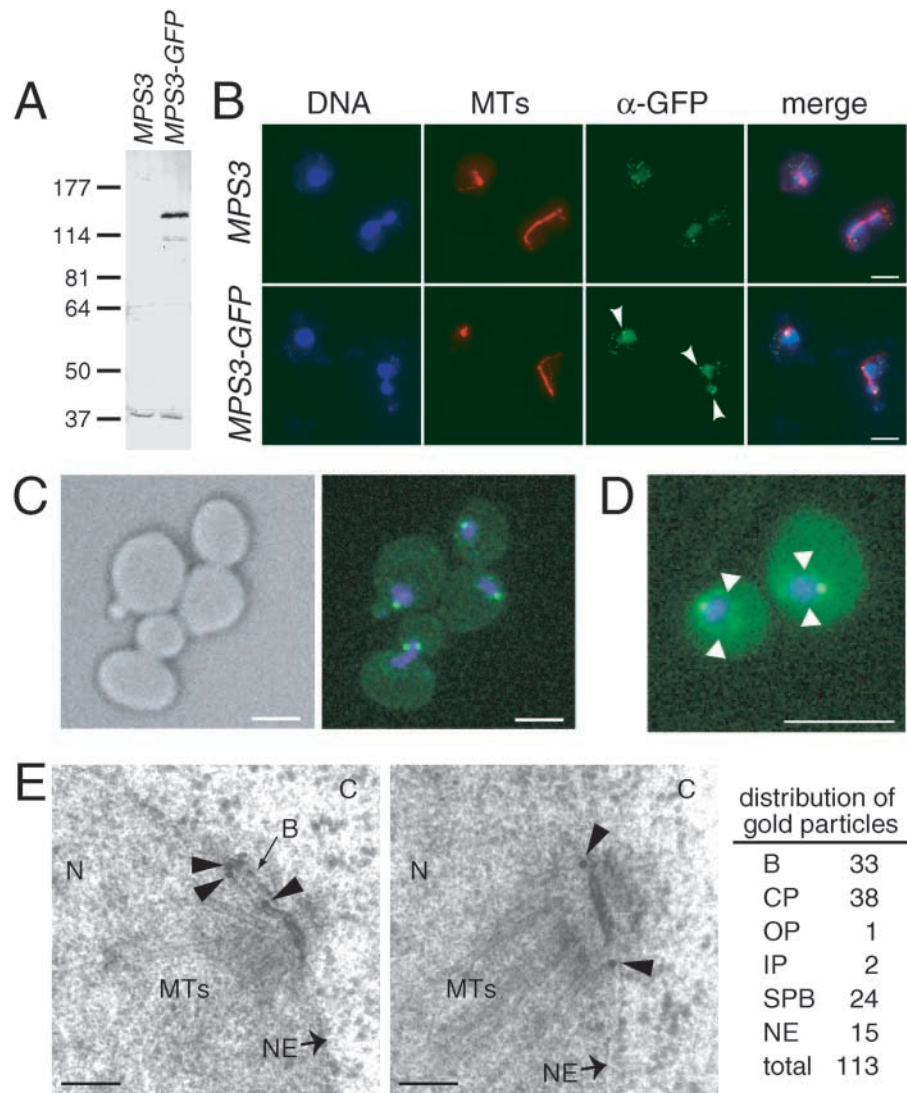 A
MPS3
MPS3-GFP
177
114
81
64
50
37
B
DNA MTs α-GFP merge
MPS3
MPS3-GFP
C
D
E
C
B
N
MTs
NE
C
N
MTs
NE
distribution of
gold particles
B 33
CP 38
OP 1
IP 2
SPB 24
NE 15
total 113